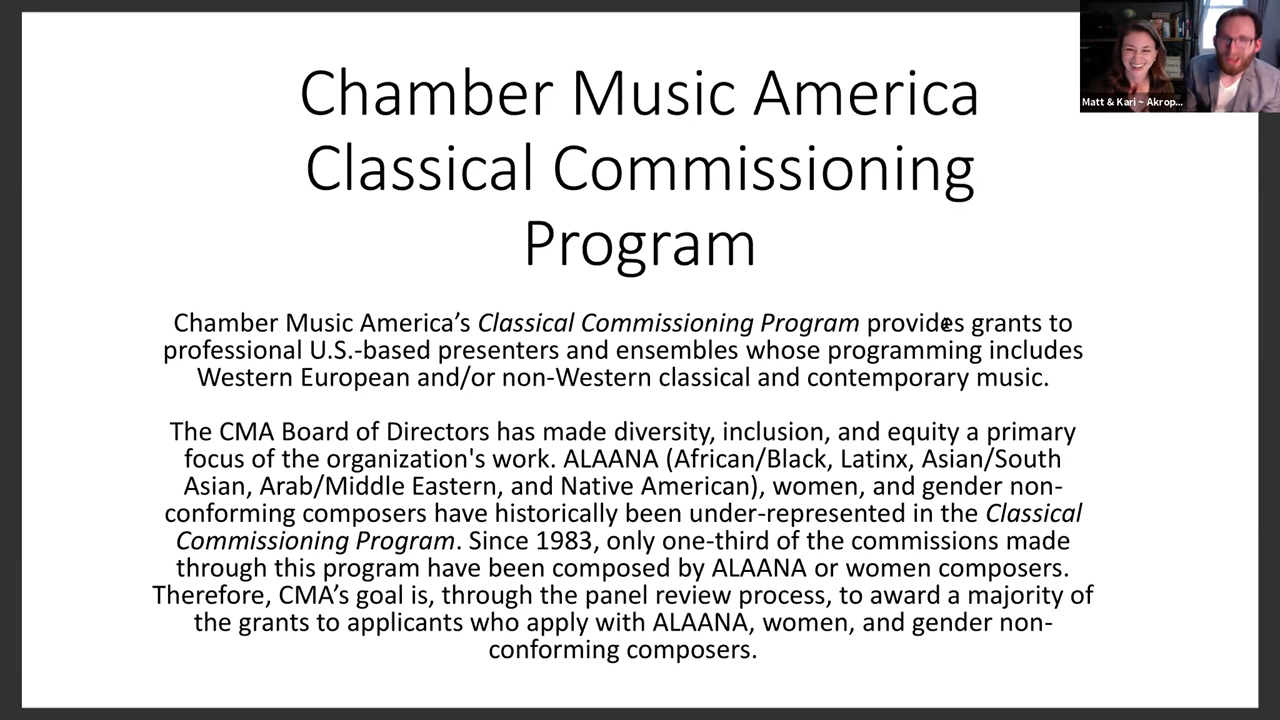 Chamber Music America
Classical Commissioning
Program
Matt & Kari ~ Akrop...
Chamber Music America’s Classical Commissioning Program provides grants to
professional U.S.-based presenters and ensembles whose programming includes
Western European and/or non-Western classical and contemporary music.
The CMA Board of Directors has made diversity, inclusion, and equity a primary
focus of the organization's work. ALAANA (African/Black, Latinx, Asian/South
Asian, Arab/Middle Eastern, and Native American), women, and gender non-
conforming composers have historically been under-represented in the Classical
Commissioning Program. Since 1983, only one-third of the commissions made
through this program have been composed by ALAANA or women composers.
Therefore, CMA’s goal is, through the panel review process, to award a majority of
the grants to applicants who apply with ALAANA, women, and gender non-
conforming composers.